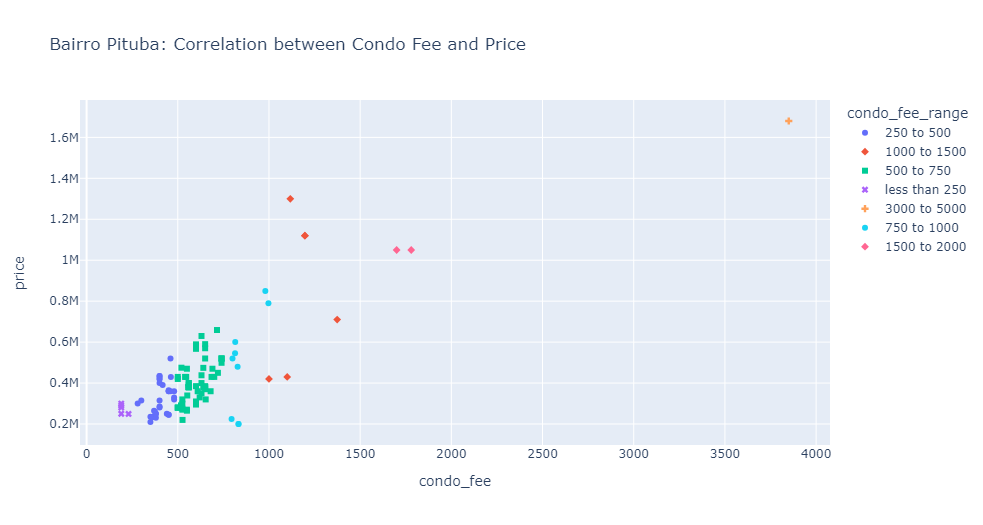 Bairro Pituba: Correlation between Condo Fee and Price
condo_fee_range
250 to 500
1000 to 1500
500 to 750
less than 250
3000 to 5000
750 to 1000
1500 to 2000
1.6M
1.4M
1.2M
1M
0.8M
0.6M
0.4M
0.2M
price
0 500 1000 1500 2000 2500 3000 3500 4000
condo_fee